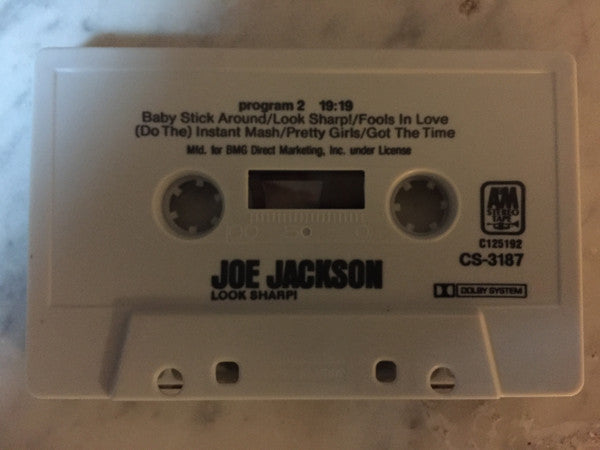 program 2 19:19
Baby Stick Around/Look Sharp!/Fools In Love
(Do The) Instant Mash/Pretty Girls/Got The Time
Mfd. for BMG Direct Marketing, Inc. under License
A&M
STEREO
TAPE
C125192
CS-3187
JOE JACKSON
LOOK SHARP!
DOLBY SYSTEM